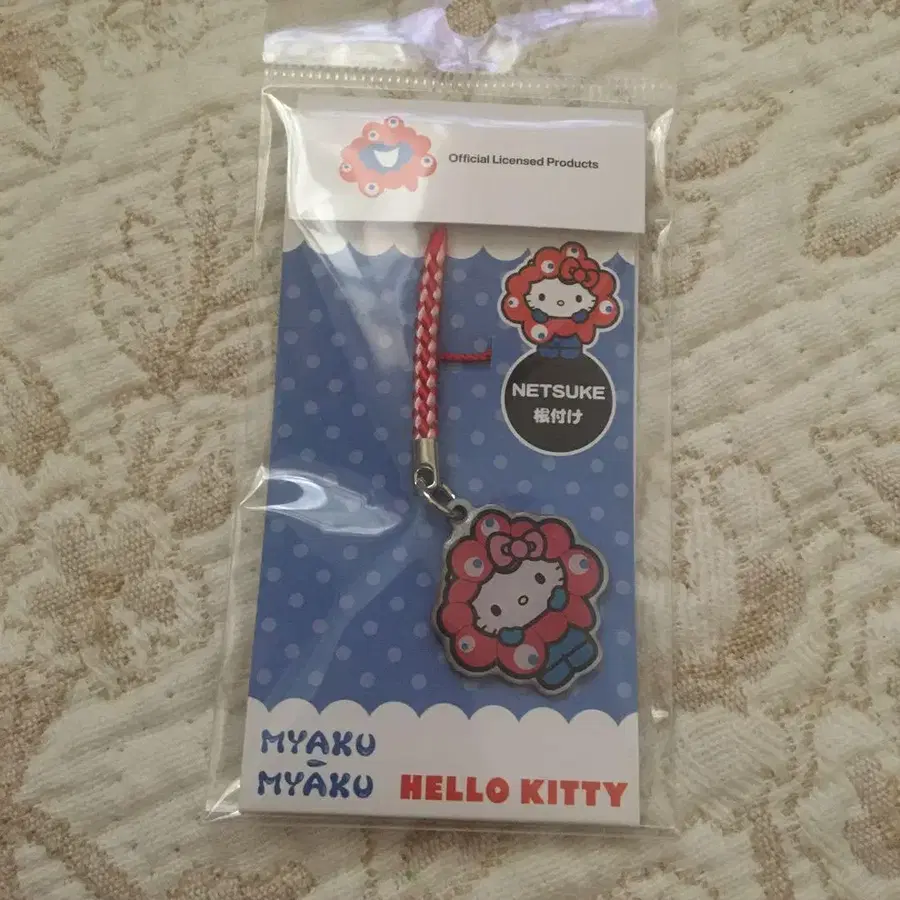 Official Licensed Products
NETSUKE
根付け
MYAKU
-
MYAKU
HELLO KITTY